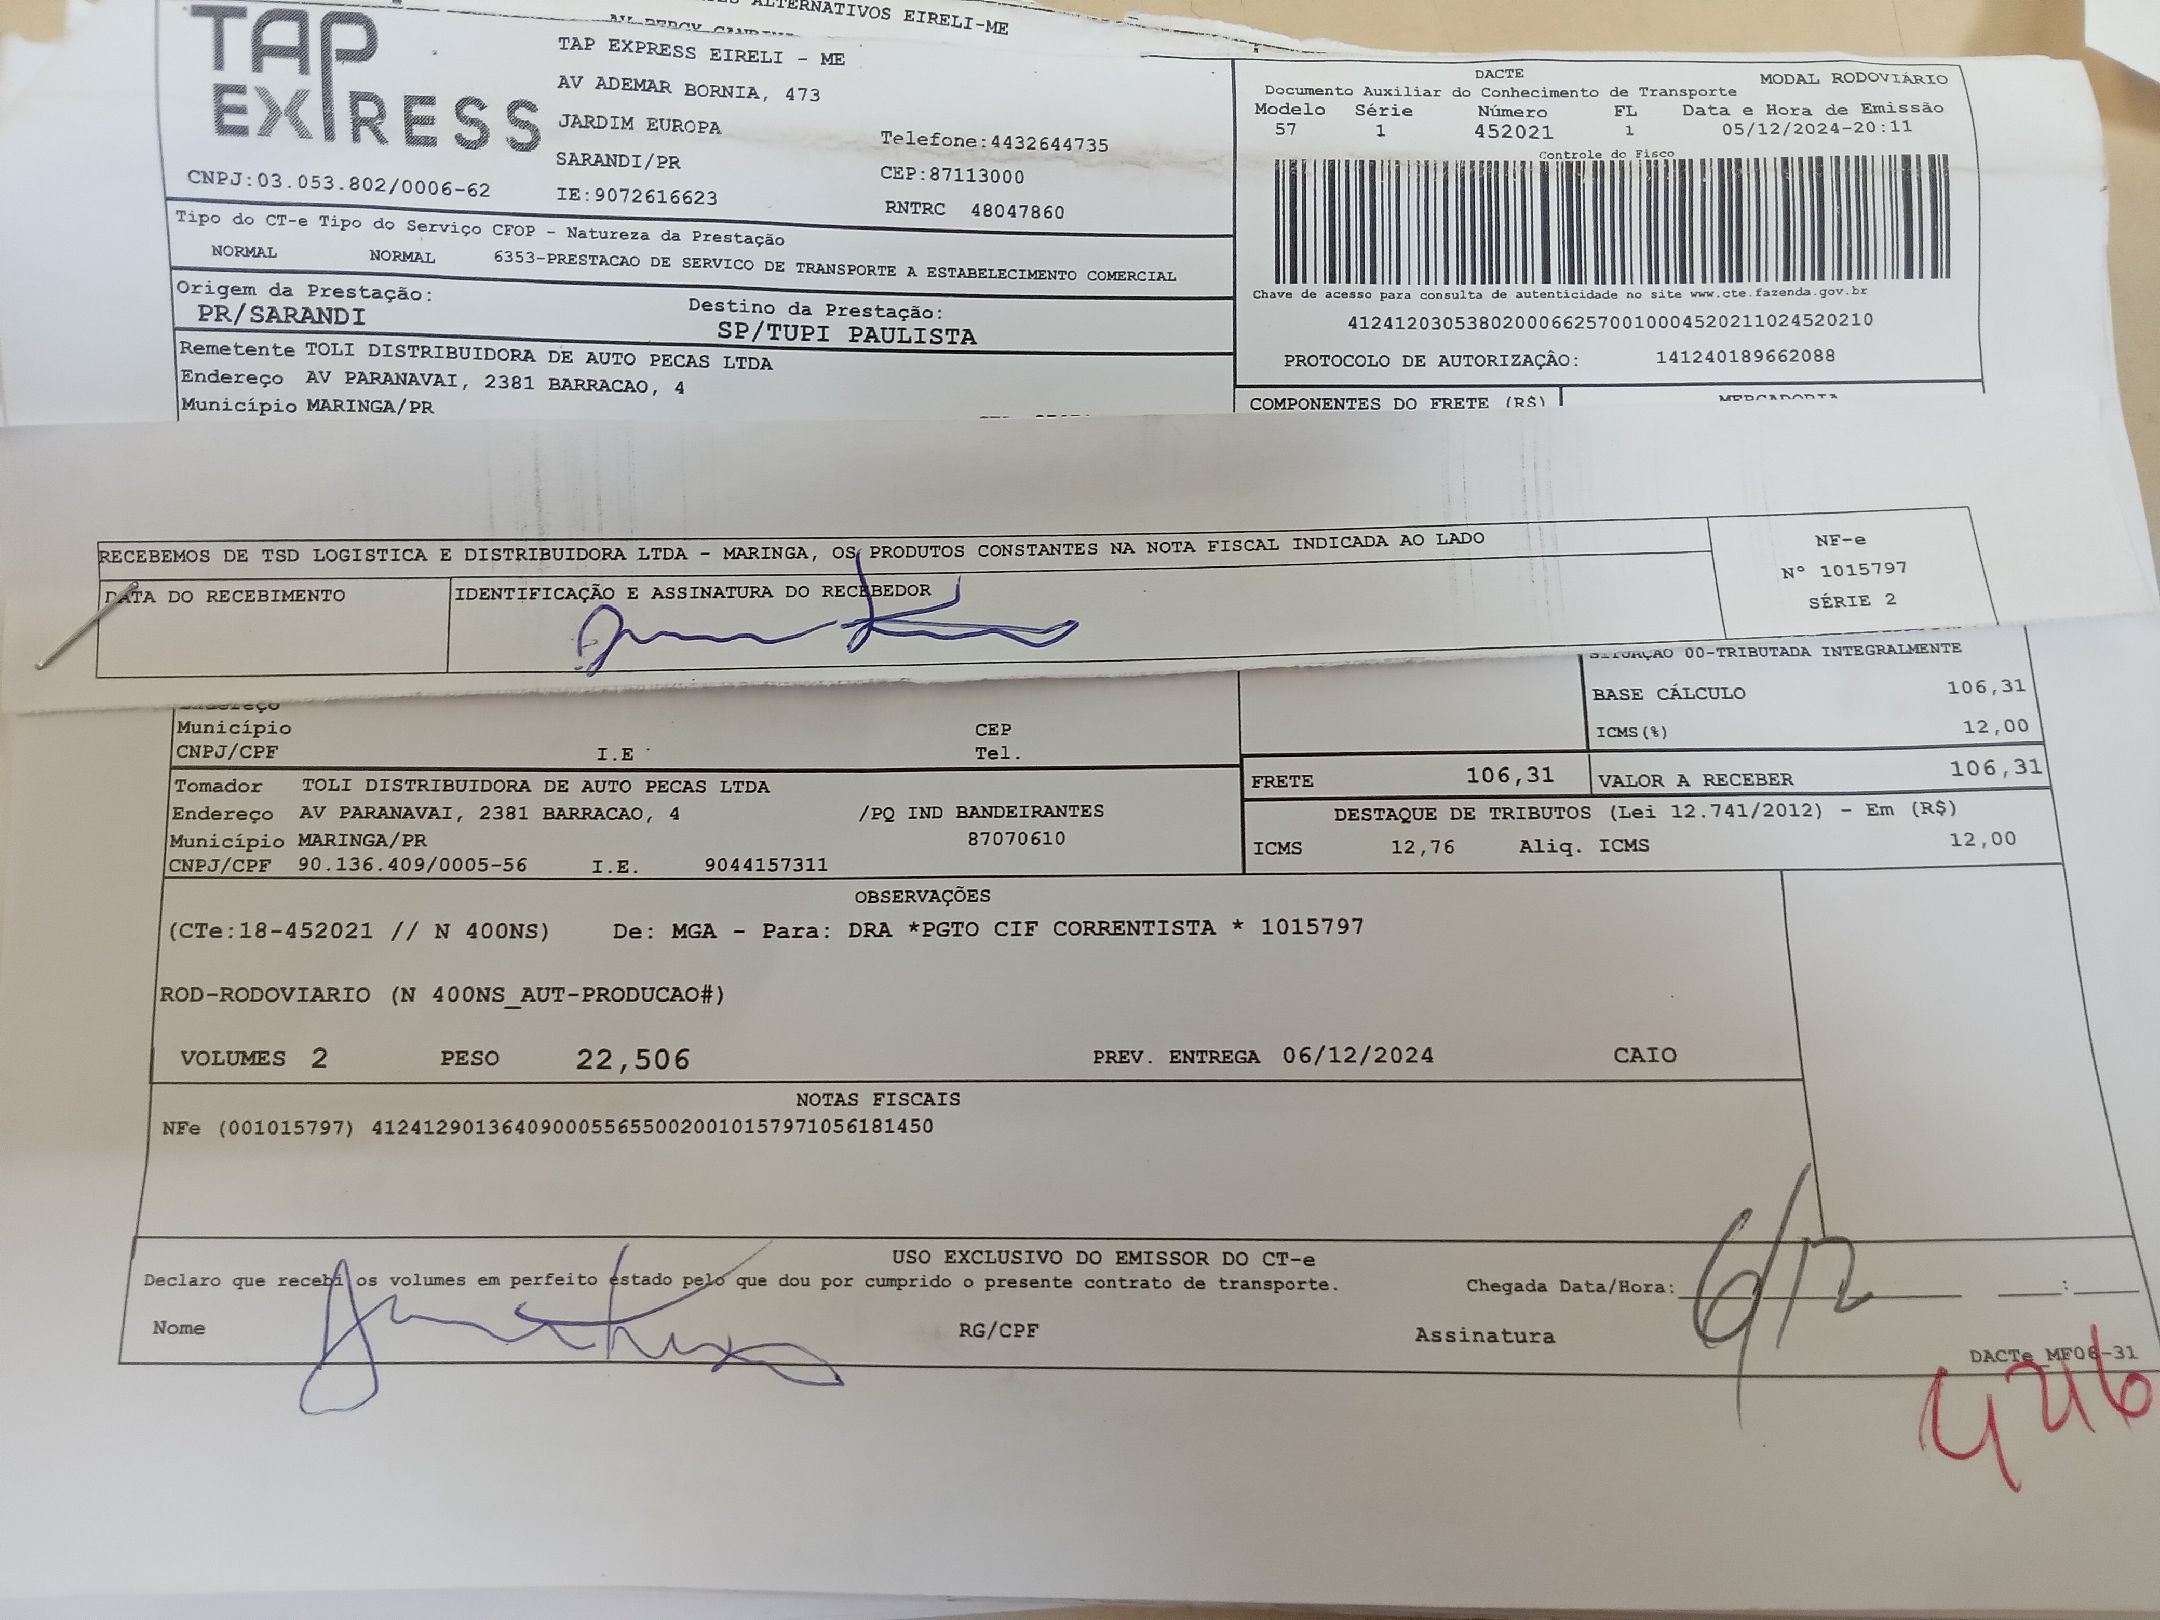 ALTERNATIVOS EIRELI-ME
TAP EXPRESS
TAP EXPRESS EIRELI - ME
AV ADEMAR BORNIA, 473
JARDIM EUROPA
Telefone:4432644735
SARANDI/PR
CEP:87113000
CNPJ:03.053.802/0006-62
IE:9072616623
RNTRC 48047860
DACTE
MODAL RODOVIÁRIO
Documento Auxiliar do Conhecimento de Transporte
Modelo Série Número FL Data e Hora de Emissão
57 1 452021 1 05/12/2024-20:11
Controle do Fisco
Chave de acesso para consulta de autenticidade no site www.cte.fazenda.gov.br
41241203053802000662570010004520211024520210
PROTOCOLO DE AUTORIZAÇÂO: 141240189662088
Tipo do CT-e Tipo do Serviço CFOP - Natureza da Prestação
NORMAL NORMAL 6353-PRESTACAO DE SERVICO DE TRANSPORTE A ESTABELECIMENTO COMERCIAL
Origem da Prestação: Destino da Prestação:
PR/SARANDI SP/TUPI PAULISTA
Remetente TOLI DISTRIBUIDORA DE AUTO PECAS LTDA
Endereço AV PARANAVAI, 2381 BARRACAO, 4
Município MARINGA/PR
COMPONENTES DO FRETE (R$) MERCADORIA
RECEBEMOS DE TSD LOGISTICA E DISTRIBUIDORA LTDA - MARINGA, OS PRODUTOS CONSTANTES NA NOTA FISCAL INDICADA AO LADO
DATA DO RECEBIMENTO IDENTIFICAÇÃO E ASSINATURA DO RECEBEDOR
NF-e
N° 1015797
SÉRIE 2
SITUAÇÃO 00-TRIBUTADA INTEGRALMENTE
BASE CÁLCULO 106,31
ICMS(%) 12,00
Endereço
Município CEP
CNPJ/CPF I.E Tel.
FRETE 106,31 VALOR A RECEBER 106,31
Tomador TOLI DISTRIBUIDORA DE AUTO PECAS LTDA
Endereço AV PARANAVAI, 2381 BARRACAO, 4 /PQ IND BANDEIRANTES
Município MARINGA/PR 87070610
CNPJ/CPF 90.136.409/0005-56 I.E. 9044157311
DESTAQUE DE TRIBUTOS (Lei 12.741/2012) - Em (R$)
ICMS 12,76 Aliq. ICMS 12,00
OBSERVAÇÕES
(CTe:18-452021 // N 400NS) De: MGA - Para: DRA *PGTO CIF CORRENTISTA * 1015797
ROD-RODOVIARIO (N 400NS_AUT-PRODUCAO#)
VOLUMES 2 PESO 22,506 PREV. ENTREGA 06/12/2024 CAIO
NOTAS FISCAIS
NFe (001015797) 41241290136409000556550020010157971056181450
USO EXCLUSIVO DO EMISSOR DO CT-e
Declaro que recebi os volumes em perfeito estado pelo que dou por cumprido o presente contrato de transporte.
Chegada Data/Hora: 6/12 :
Nome RG/CPF Assinatura
DACTe_MF06-31